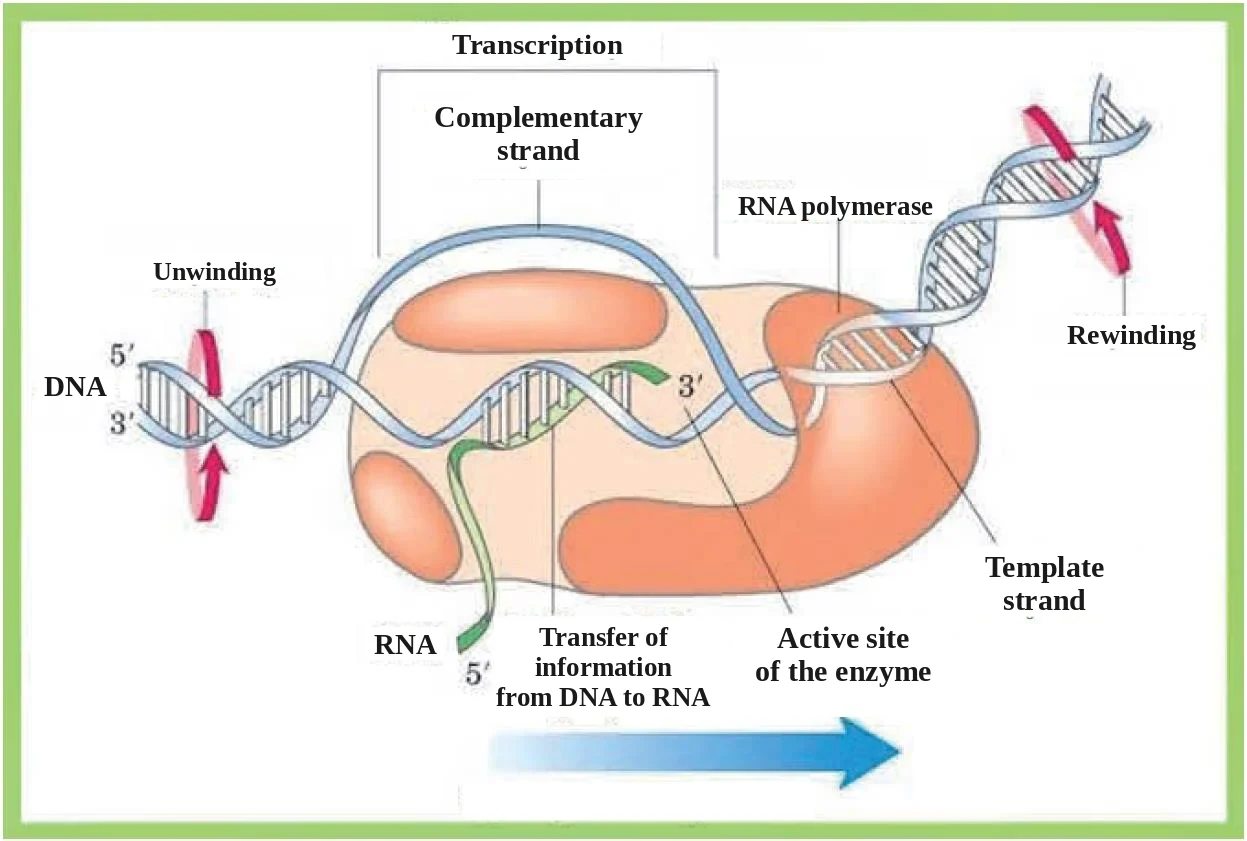 Transcription
Complementary
strand
RNA polymerase
Unwinding
Rewinding
5′
DNA
3′
3′
Template
strand
RNA
5′
Transfer of
information
from DNA to RNA
Active site
of the enzyme